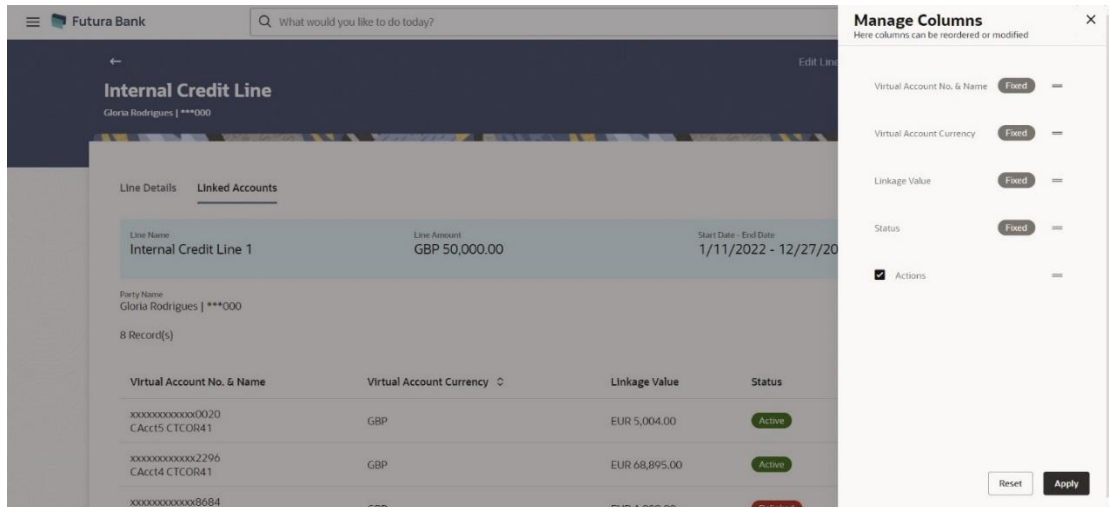 Futura Bank
What would you like to do today?
Manage Columns
Here columns can be reordered or modified
Edit Line
Internal Credit Line
Gloria Rodrigues | ***000
Virtual Account No. & Name Fixed
Virtual Account Currency Fixed
Linkage Value Fixed
Status Fixed
Actions
Line Details Linked Accounts
Line Name Line Amount Start Date - End Date
Internal Credit Line 1 GBP 50,000.00 1/11/2022 - 12/27/20
Party Name
Gloria Rodrigues | ***000
8 Record(s)
Virtual Account No. & Name Virtual Account Currency Linkage Value Status
xxxxxxxxxxxx0020
CAcct5 CTCOR41 GBP EUR 5,004.00 Active
xxxxxxxxxxxx2296
CAcct4 CTCOR41 GBP EUR 68,895.00 Active
xxxxxxxxxxxx8684
Reset Apply